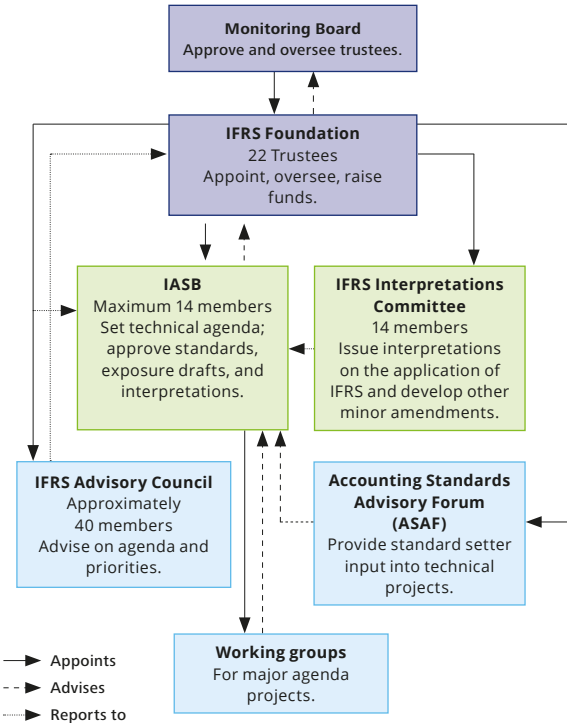 Monitoring Board
Approve and oversee trustees.
IFRS Foundation
22 Trustees
Appoint, oversee, raise
funds.
IASB
Maximum 14 members
Set technical agenda;
approve standards,
exposure drafts, and
interpretations.
IFRS Interpretations
Committee
14 members
Issue interpretations
on the application of
IFRS and develop other
minor amendments.
IFRS Advisory Council
Approximately
40 members
Advise on agenda and
priorities.
Accounting Standards
Advisory Forum
(ASAF)
Provide standard setter
input into technical
projects.
Working groups
For major agenda
projects.
Appoints
Advises
Reports to